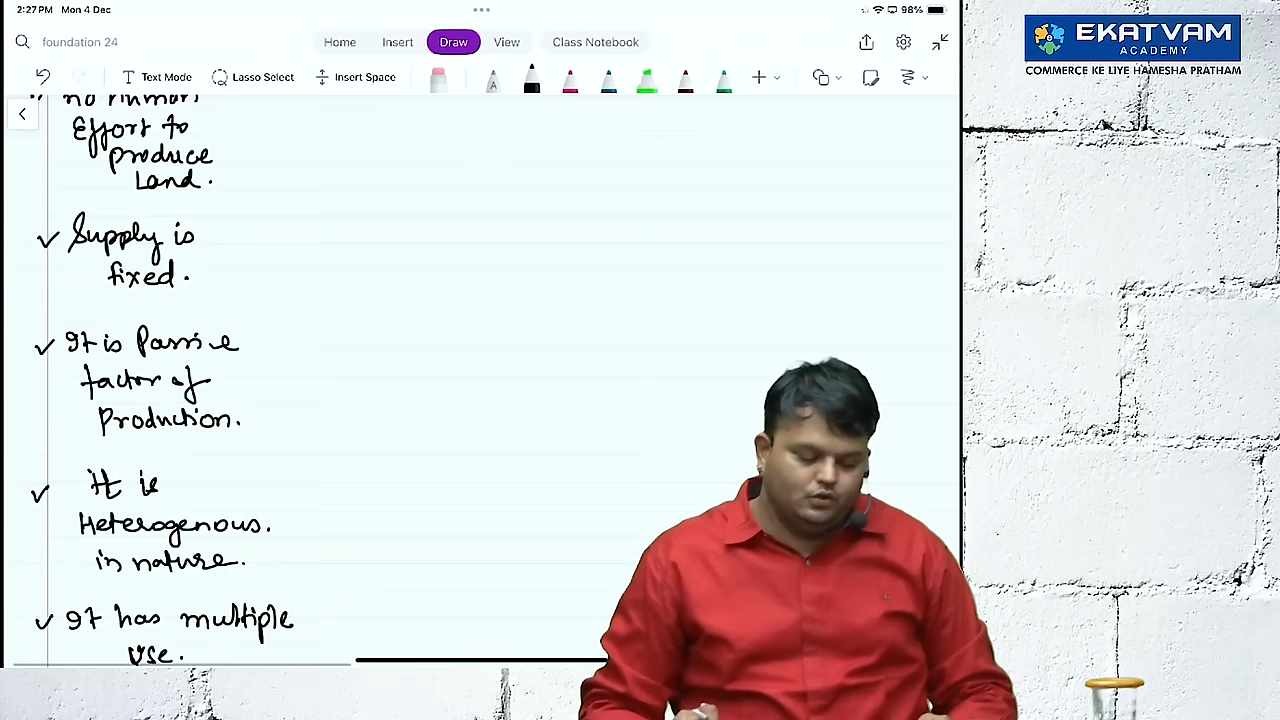 2:27 PM Mon 4 Dec
98%
foundation 24
Home
Insert
Draw
View
Class Notebook
Text Mode
Lasso Select
Insert Space
EKATVAM
ACADEMY
COMMERCE KE LIYE HAMESHA PRATHAM
no human
Effort to
produce
Land.
Supply is
fixed.
It is Passive
factor of
Production.
It is
Heterogenous.
in nature.
It has multiple
use.